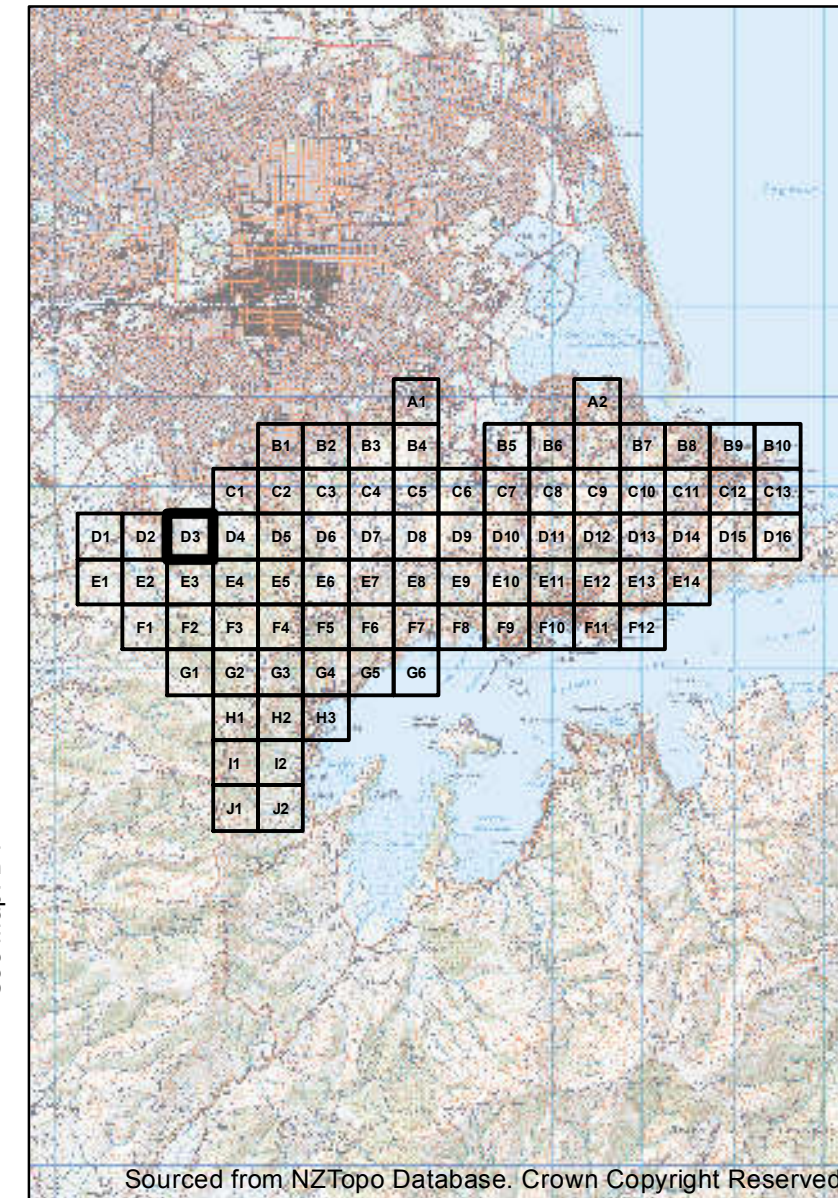 A1 A2
B1 B2 B3 B4 B5 B6 B7 B8 B9 B10
C1 C2 C3 C4 C5 C6 C7 C8 C9 C10 C11 C12 C13
D1 D2 D3 D4 D5 D6 D7 D8 D9 D10 D11 D12 D13 D14 D15 D16
E1 E2 E3 E4 E5 E6 E7 E8 E9 E10 E11 E12 E13 E14
F1 F2 F3 F4 F5 F6 F7 F8 F9 F10 F11 F12
G1 G2 G3 G4 G5 G6
H1 H2 H3
I1 I2
J1 J2
Sourced from NZTopo Database. Crown Copyright Reserved